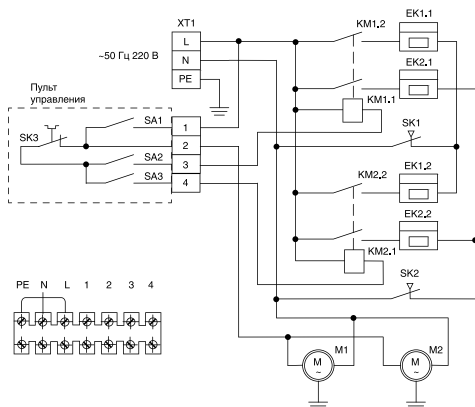 XT1
~50 Гц 220 В
L
N
PE
KM1.2
EK1.1
EK2.1
KM1.1
Пульт
управления
SK3
SA1
SA2
SA3
1
2
3
4
SK1
EK1.2
KM2.2
EK2.2
KM2.1
SK2
PE N L 1 2 3 4
M1
M
~
M2
M
~